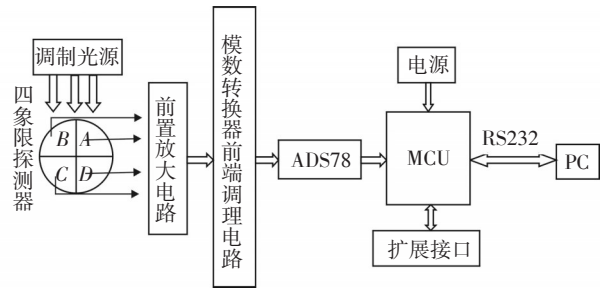 调制光源
四象限探测器
B A
C D
前置放大电路
模数转换器前端调理电路
ADS78
电源
MCU
扩展接口
RS232
PC